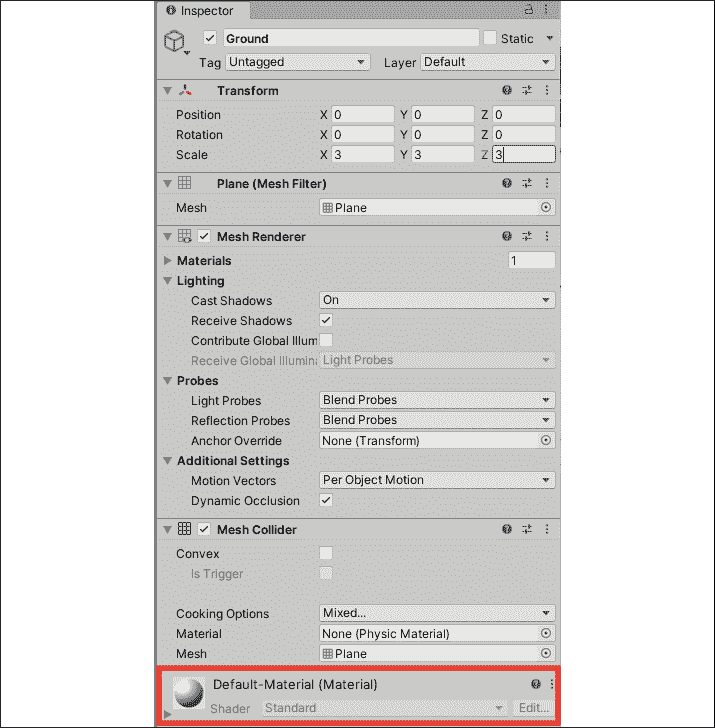 Inspector
Ground Static
Tag Untagged Layer Default
Transform
Position X 0 Y 0 Z 0
Rotation X 0 Y 0 Z 0
Scale X 3 Y 3 Z 3
Plane (Mesh Filter)
Mesh Plane
Mesh Renderer
Materials 1
Lighting
Cast Shadows On
Receive Shadows
Contribute Global Illum
Receive Global Illumina Light Probes
Probes
Light Probes Blend Probes
Reflection Probes Blend Probes
Anchor Override None (Transform)
Additional Settings
Motion Vectors Per Object Motion
Dynamic Occlusion
Mesh Collider
Convex
Is Trigger
Cooking Options Mixed...
Material None (Physic Material)
Mesh Plane
Default-Material (Material)
Shader Standard Edit...